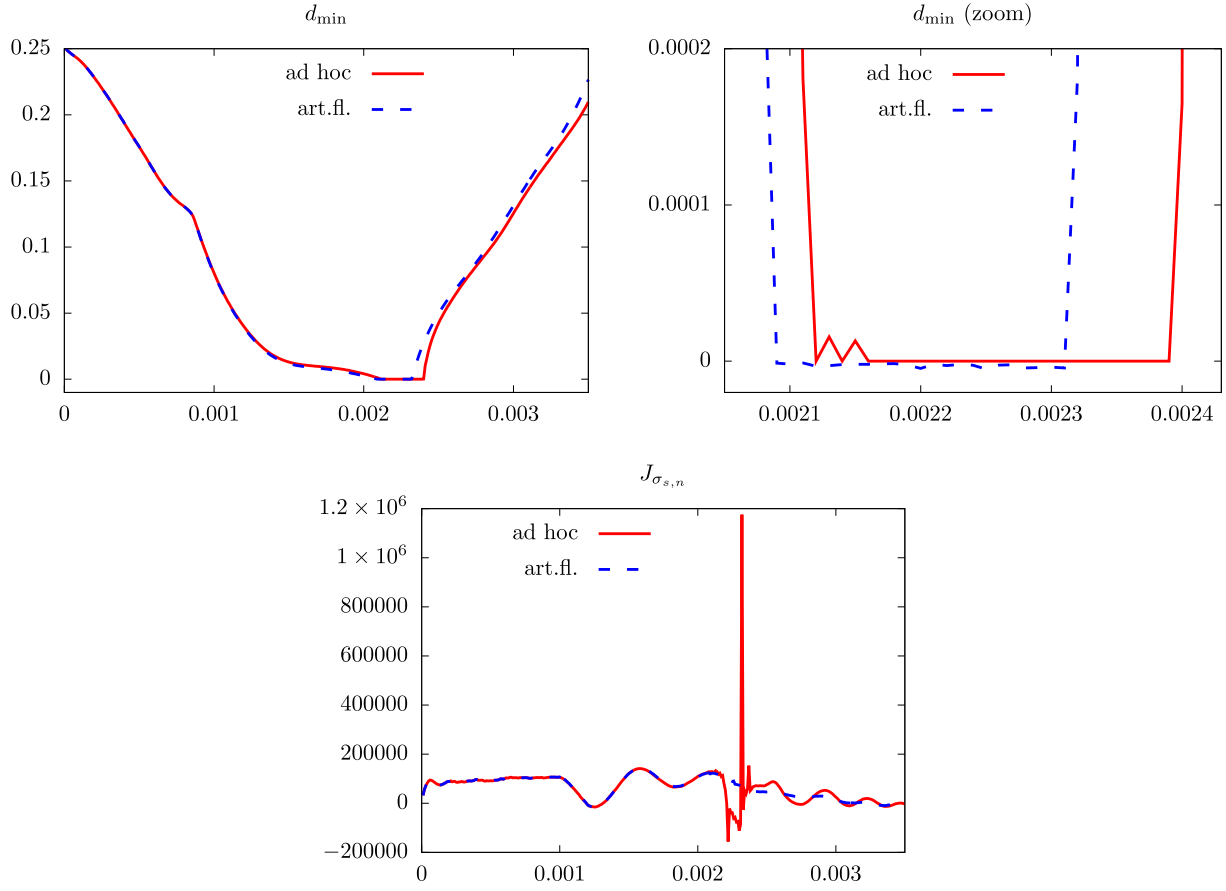 d_min
0.25
0.2
0.15
0.1
0.05
0
0 0.001 0.002 0.003
ad hoc
art.fl.
d_min (zoom)
0.0002
0.0001
0
0.0021 0.0022 0.0023 0.0024
ad hoc
art.fl.
J_{σ_{s,n}}
1.2 × 10^6
1 × 10^6
800000
600000
400000
200000
0
−200000
0 0.001 0.002 0.003
ad hoc
art.fl.